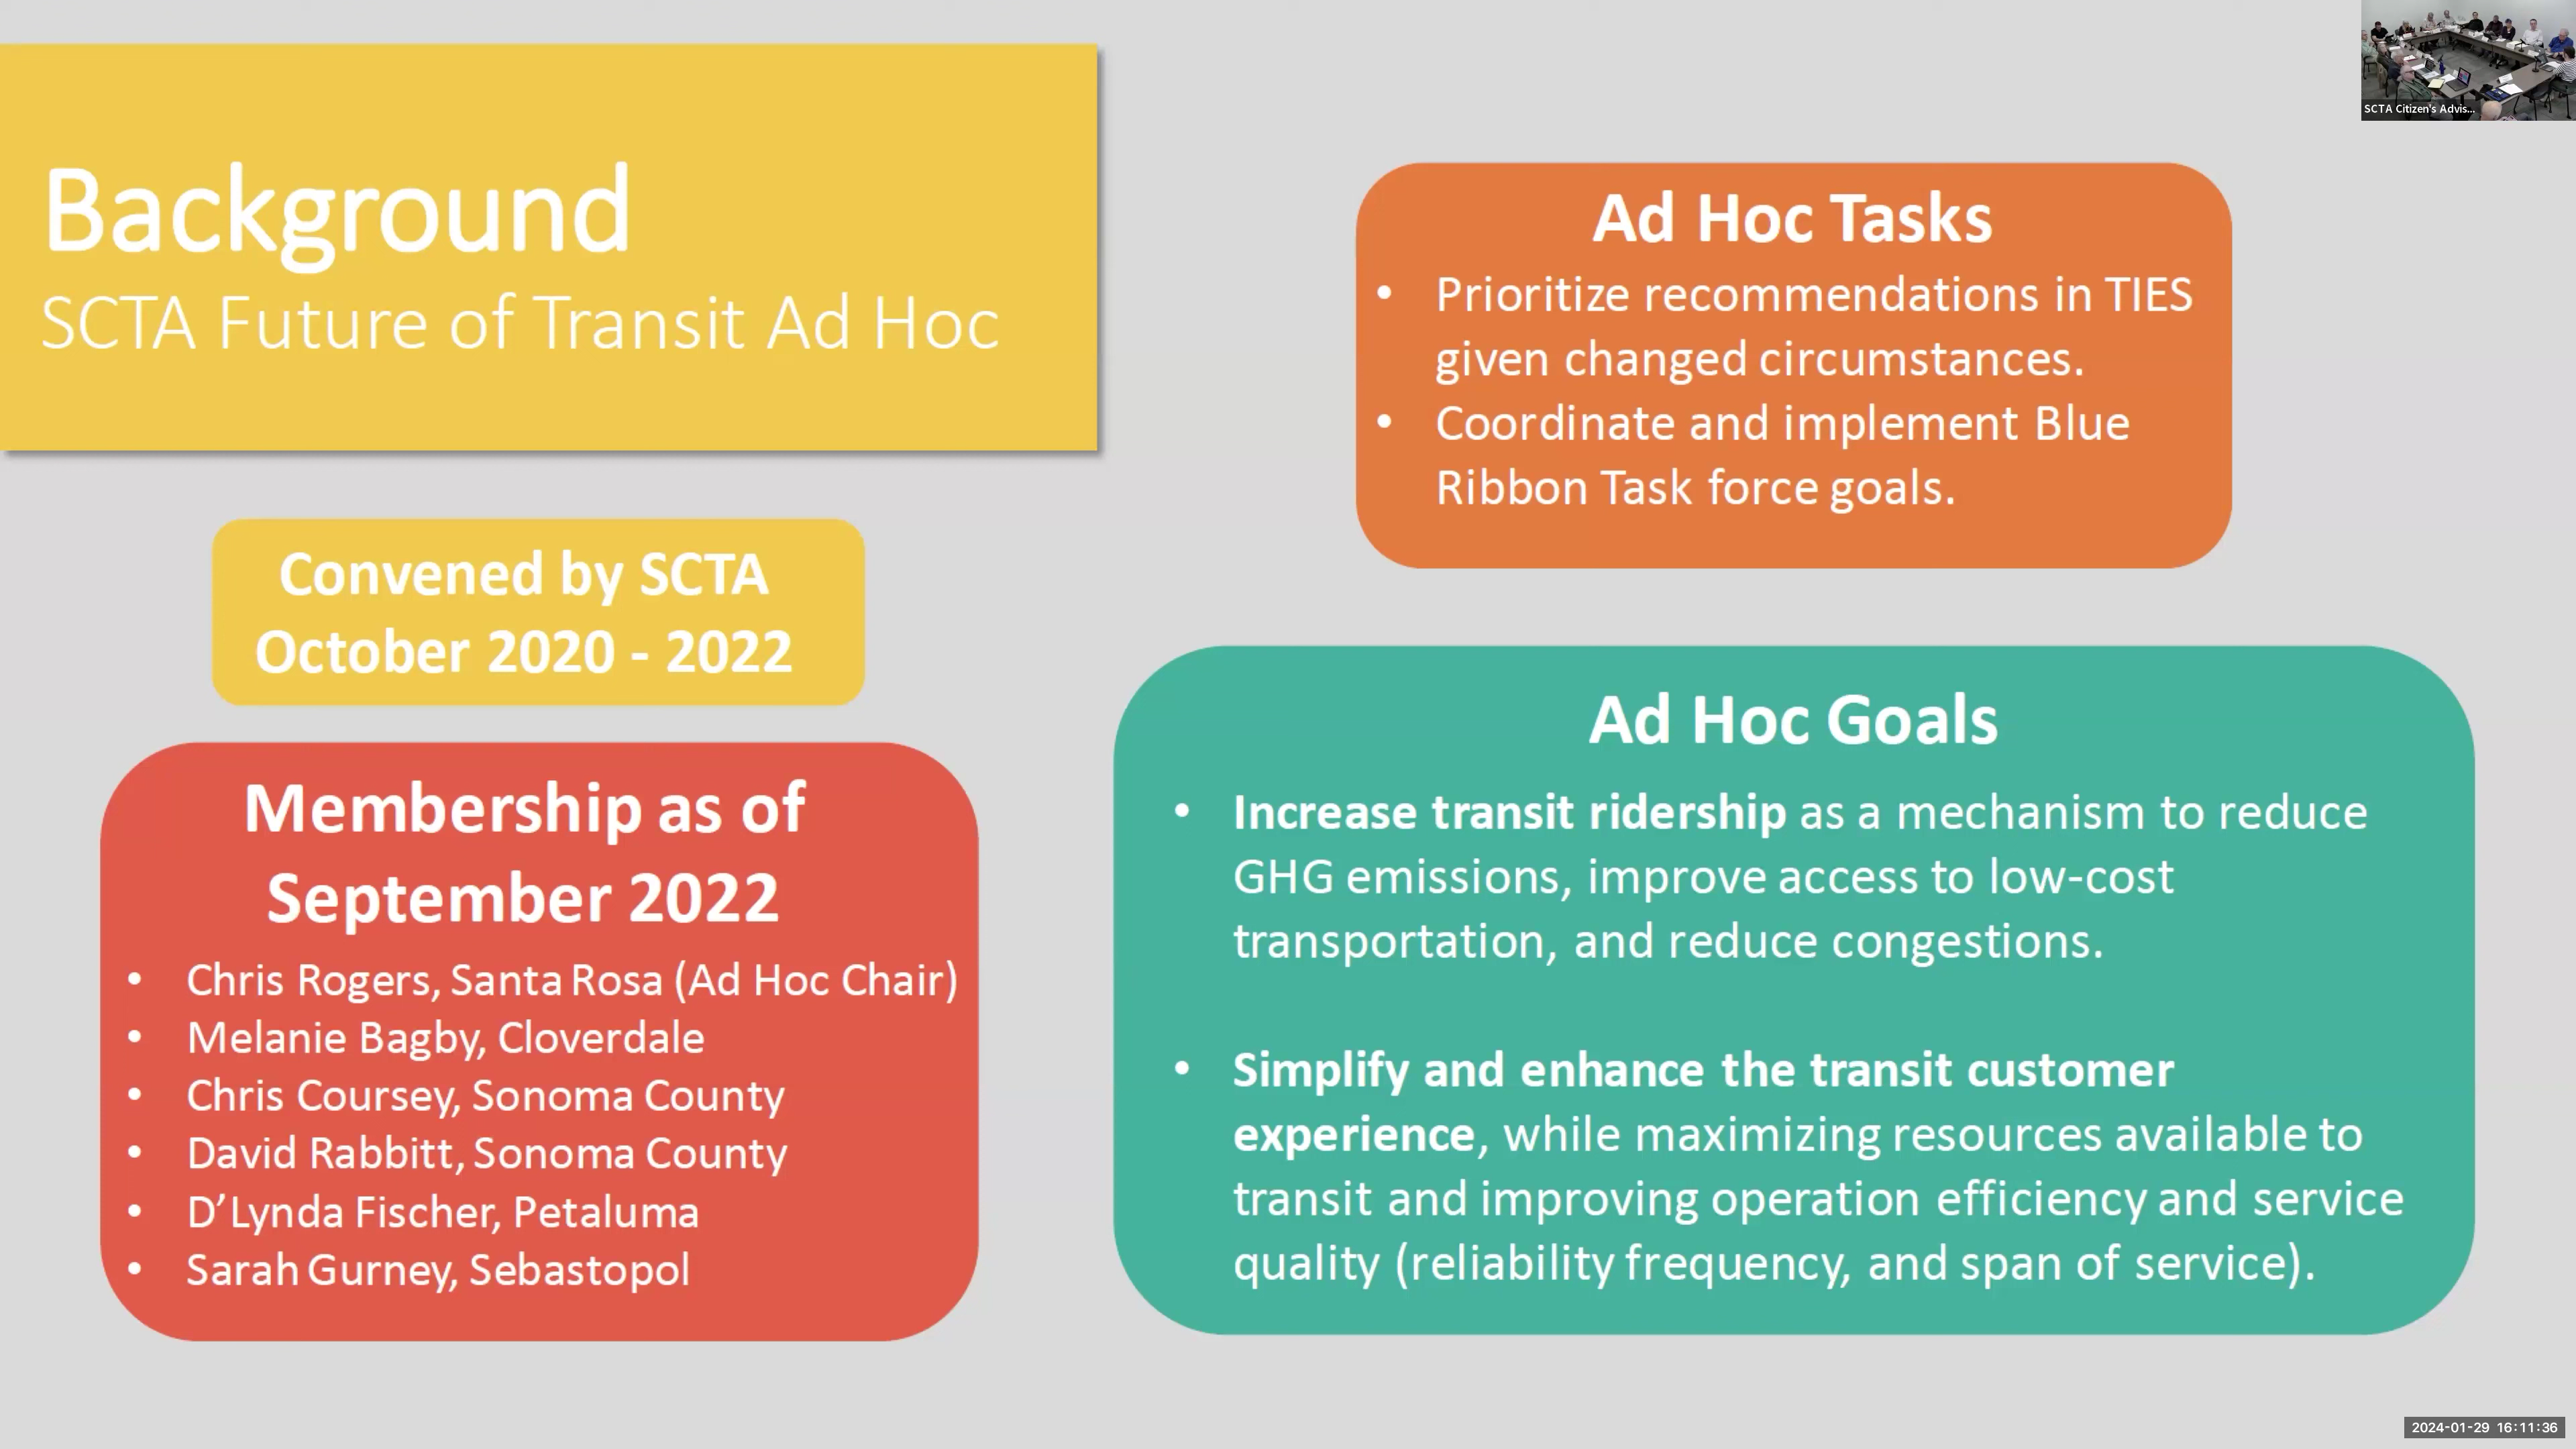 Background
SCTA Future of Transit Ad Hoc
Convened by SCTA
October 2020 - 2022
Membership as of
September 2022
• Chris Rogers, Santa Rosa (Ad Hoc Chair)
• Melanie Bagby, Cloverdale
• Chris Coursey, Sonoma County
• David Rabbitt, Sonoma County
• D’Lynda Fischer, Petaluma
• Sarah Gurney, Sebastopol
Ad Hoc Tasks
• Prioritize recommendations in TIES
given changed circumstances.
• Coordinate and implement Blue
Ribbon Task force goals.
Ad Hoc Goals
• Increase transit ridership as a mechanism to reduce
GHG emissions, improve access to low-cost
transportation, and reduce congestions.
• Simplify and enhance the transit customer
experience, while maximizing resources available to
transit and improving operation efficiency and service
quality (reliability frequency, and span of service).
SCTA Citizen's Advis...
2024-01-29 16:11:36